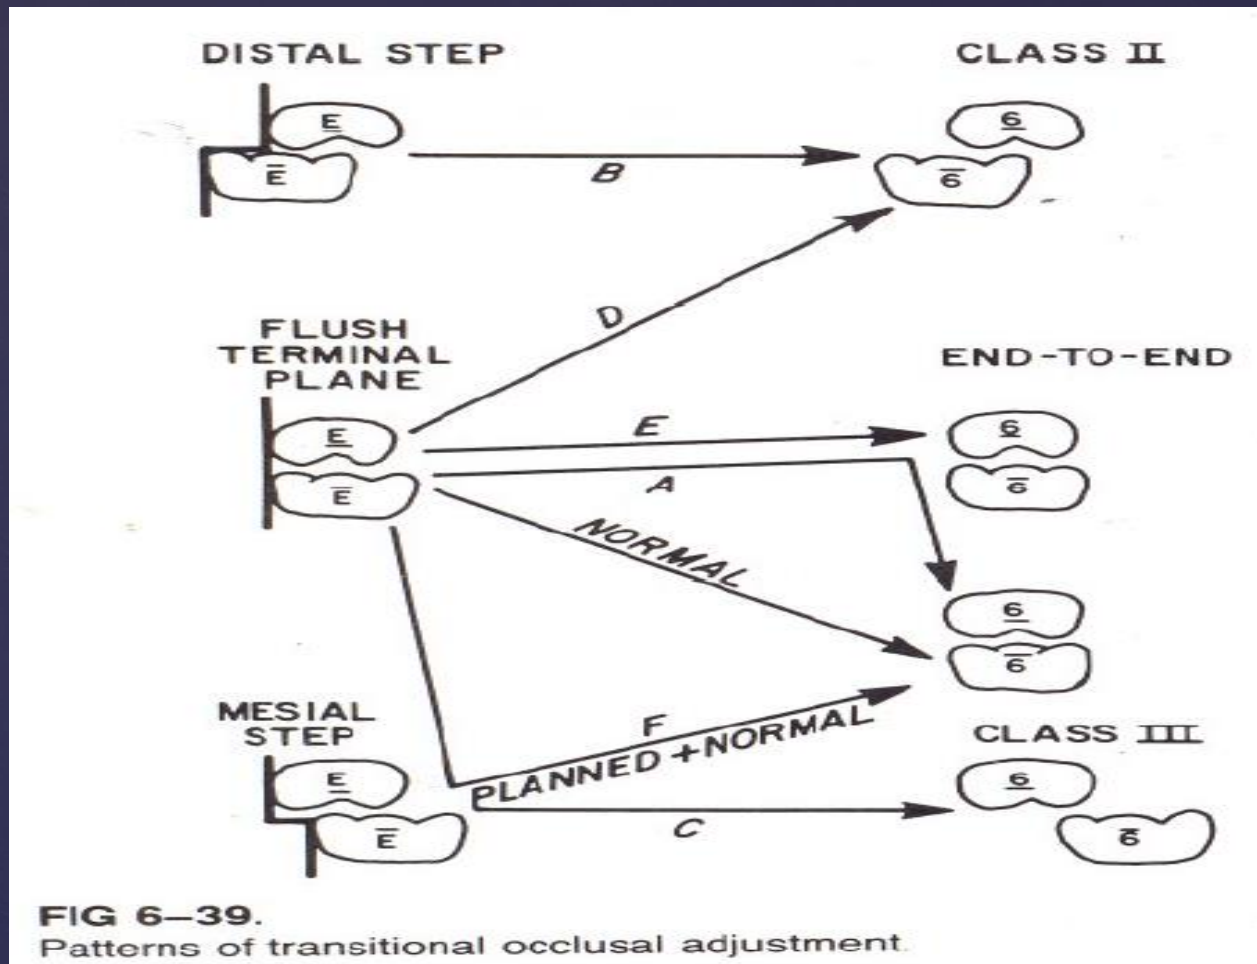 DISTAL STEP
CLASS II
E
E
B
6
6
D
FLUSH
TERMINAL
PLANE
END-TO-END
E
E
E
A
6
6
NORMAL
6
6
MESIAL
STEP
F
PLANNED + NORMAL
CLASS III
E
E
C
6
6
FIG 6–39.
Patterns of transitional occlusal adjustment.